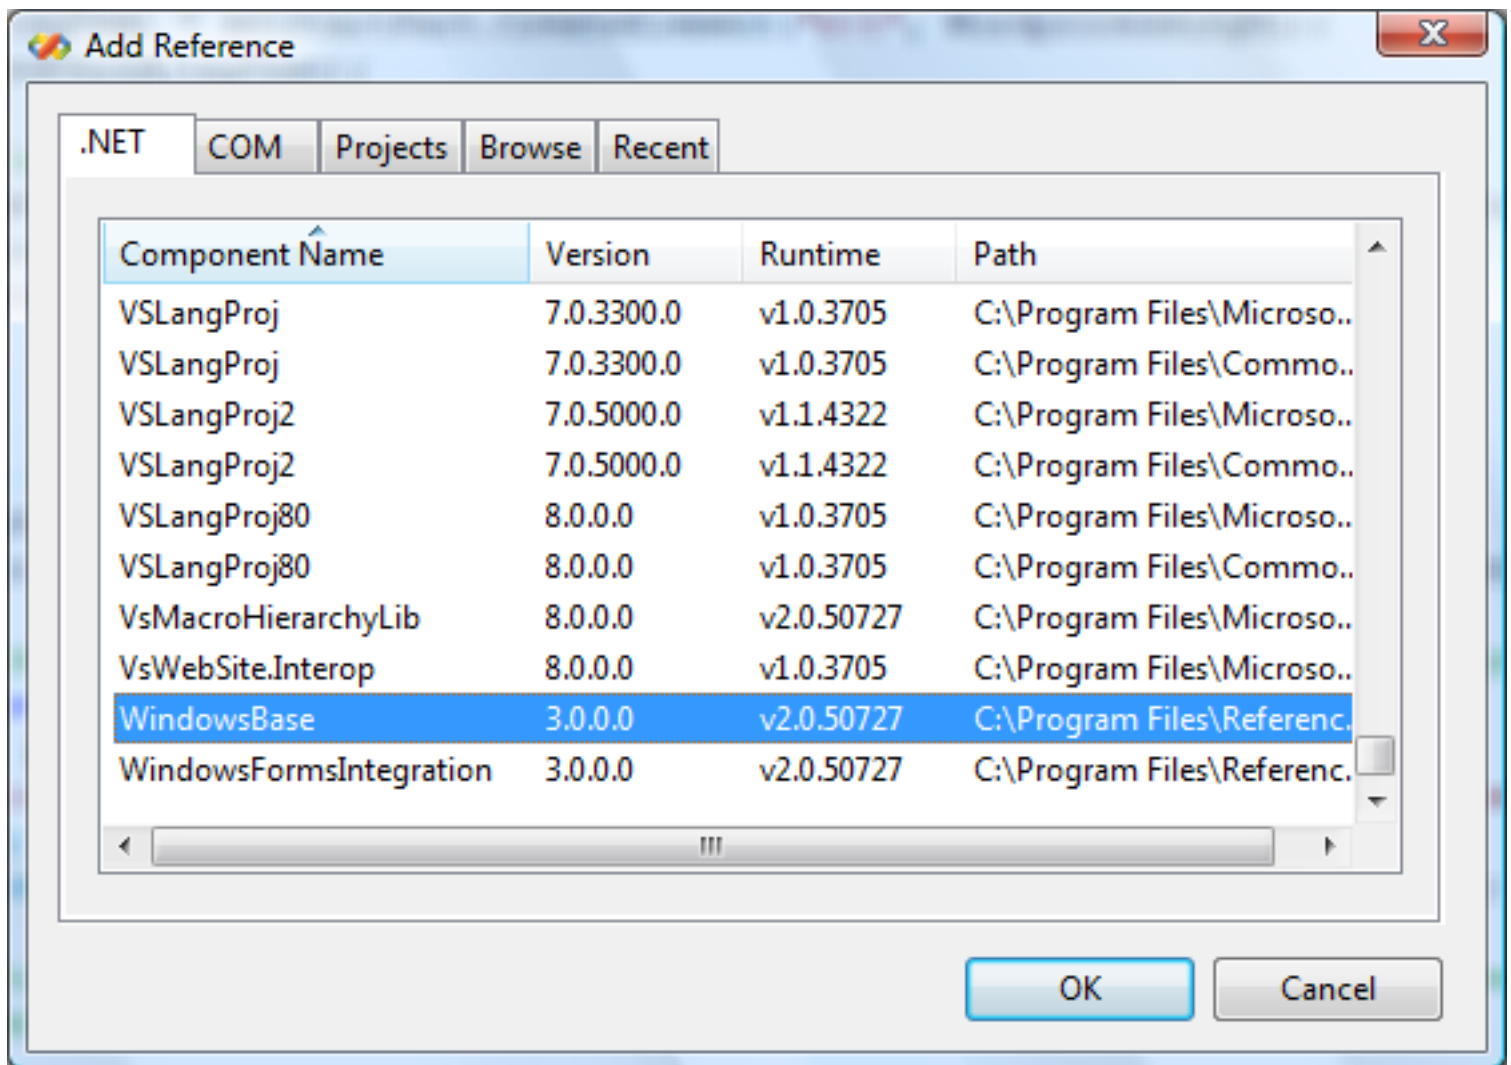 Add Reference
.NET COM Projects Browse Recent
Component Name Version Runtime Path
VSLangProj 7.0.3300.0 v1.0.3705 C:\Program Files\Microso..
VSLangProj 7.0.3300.0 v1.0.3705 C:\Program Files\Commo..
VSLangProj2 7.0.5000.0 v1.1.4322 C:\Program Files\Microso..
VSLangProj2 7.0.5000.0 v1.1.4322 C:\Program Files\Commo..
VSLangProj80 8.0.0.0 v1.0.3705 C:\Program Files\Microso..
VSLangProj80 8.0.0.0 v1.0.3705 C:\Program Files\Commo..
VsMacroHierarchyLib 8.0.0.0 v2.0.50727 C:\Program Files\Microso..
VsWebSite.Interop 8.0.0.0 v1.0.3705 C:\Program Files\Microso..
WindowsBase 3.0.0.0 v2.0.50727 C:\Program Files\Referenc.
WindowsFormsIntegration 3.0.0.0 v2.0.50727 C:\Program Files\Referenc.
OK Cancel